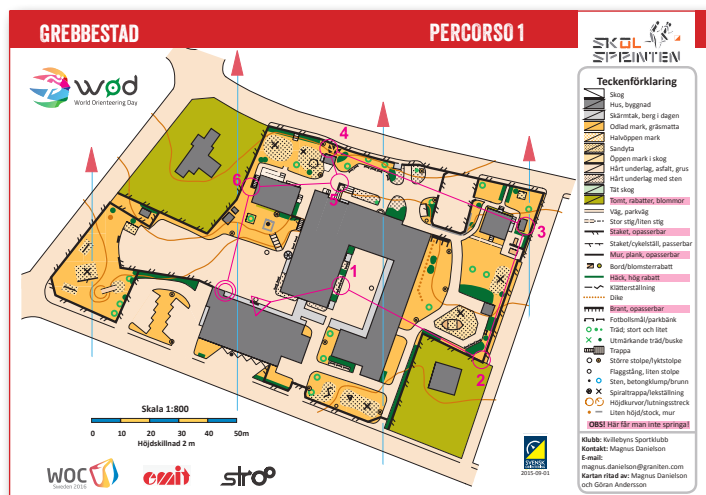 GREBBESTAD
PERCORSO 1
SKOL
SPRINTEN
wød
World Orienteering Day
4
6
5
3
1
2
Teckenförklaring
Skog
Hus, byggnad
Skärmtak, berg i dagen
Odlad mark, gräsmatta
Halvöppen mark
Sandyta
Öppen mark i skog
Hårt underlag, asfalt, grus
Hårt underlag med sten
Tät skog
Tomt, rabatter, blommor
Väg, parkväg
Stor stig/liten stig
Staket, opasserbar
Staket/cykelställ, passerbar
Mur, plank, opasserbar
Bord/blomsterrabatt
Häck, hög rabatt
Klätterställning
Dike
Brant, opasserbar
Fotbollsmål/parkbänk
Träd; stort och litet
Utmärkande träd/buske
Trappa
Större stolpe/lyktstolpe
Flaggstång, liten stolpe
Sten, betongklump/brunn
Spiraltrappa/lekställning
Höjdkurvor/lutningsstreck
Liten höjd/stock, mur
OBS! Här får man inte springa!
Klubb: Kvillebyns Sportklubb
Kontakt: Magnus Danielson
E-mail:
magnus.danielson@graniten.com
Kartan ritad av: Magnus Danielson
och Göran Andersson
Skala 1:800
0 10 20 30 40 50m
Höjdskillnad 2 m
WOC
Sweden 2016
emit
stroo
SVENSK
2015-09-01